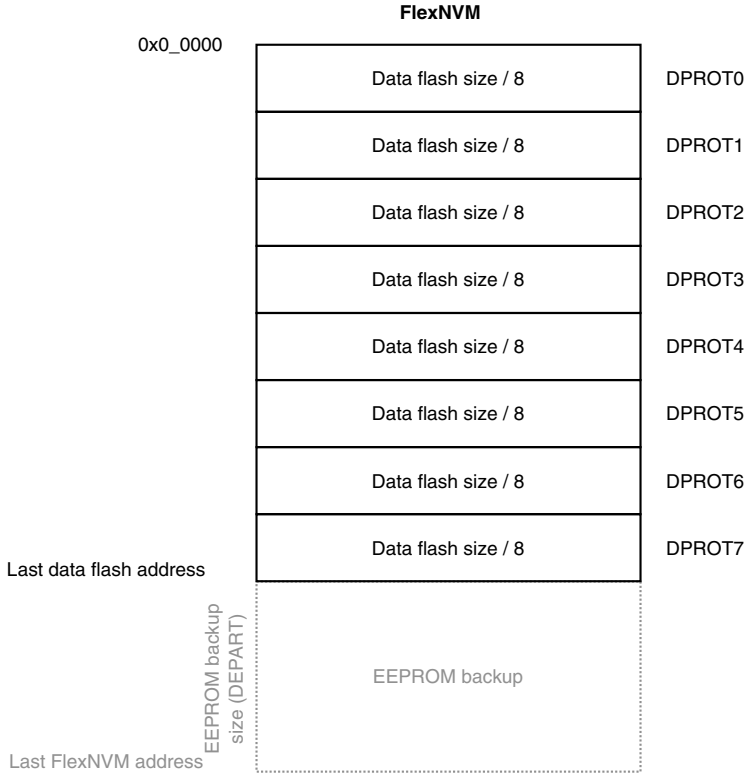 FlexNVM
0x0_0000
Data flash size / 8 DPROT0
Data flash size / 8 DPROT1
Data flash size / 8 DPROT2
Data flash size / 8 DPROT3
Data flash size / 8 DPROT4
Data flash size / 8 DPROT5
Data flash size / 8 DPROT6
Data flash size / 8 DPROT7
Last data flash address
EEPROM backup
size (DEPART)
EEPROM backup
Last FlexNVM address